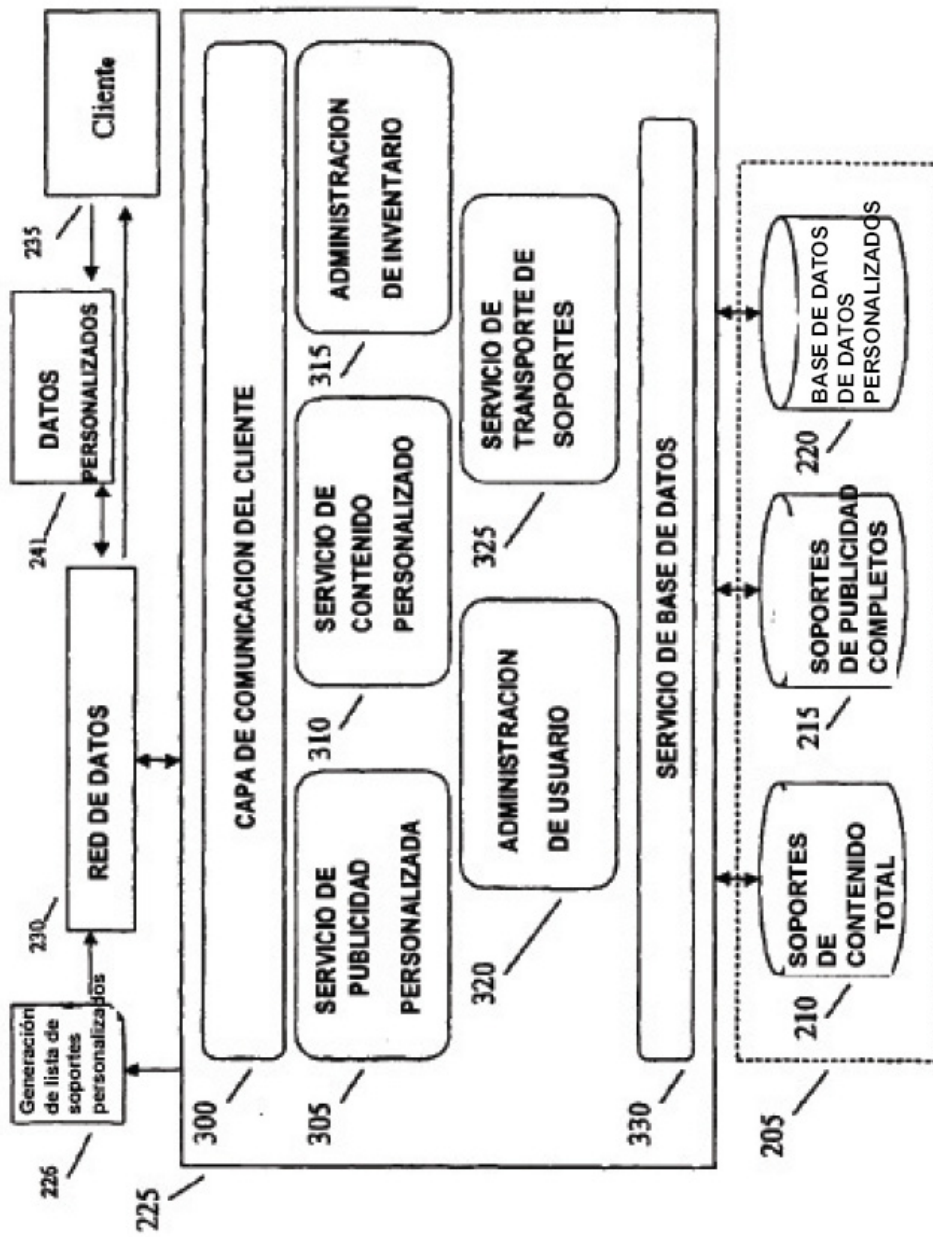 Generación
de lista de
soportes
personalizados
226
RED DE DATOS
230
DATOS
PERSONALIZADOS
241
Cliente
235
225
CAPA DE COMUNICACION DEL CLIENTE
300
SERVICIO DE
PUBLICIDAD
PERSONALIZADA
305
SERVICIO DE
CONTENIDO
PERSONALIZADO
310
ADMINISTRACION
DE INVENTARIO
315
ADMINISTRACION
DE USUARIO
320
SERVICIO DE
TRANSPORTE DE
SOPORTES
325
SERVICIO DE BASE DE DATOS
330
SOPORTES
DE
CONTENIDO
TOTAL
210
SOPORTES
DE PUBLICIDAD
COMPLETOS
215
BASE DE DATOS
DE DATOS
PERSONALIZADOS
220
205